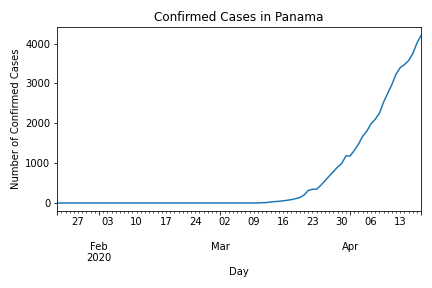 Confirmed Cases in Panama
Number of Confirmed Cases
4000
3000
2000
1000
0
27 03 10 17 24 02 09 16 23 30 06 13
Feb Mar Apr
2020
Day